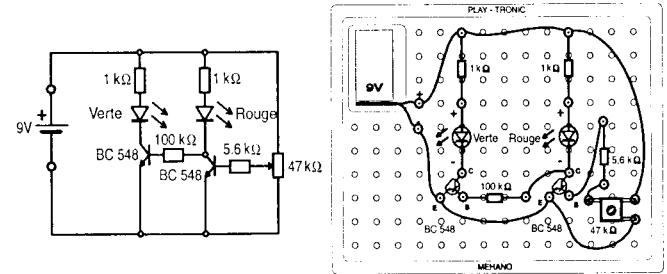 1 kΩ
1 kΩ
Verte
Rouge
9V
+
100 kΩ
5.6 kΩ
47 kΩ
BC 548
BC 548
PLAY - TRONIC
9V
+
-
1 kΩ
1 kΩ
+
+
Verte
Rouge
-
-
C
C
5,6 kΩ
100 kΩ
E
B
E
B
BC 548
BC 548
47 kΩ
MEHANO